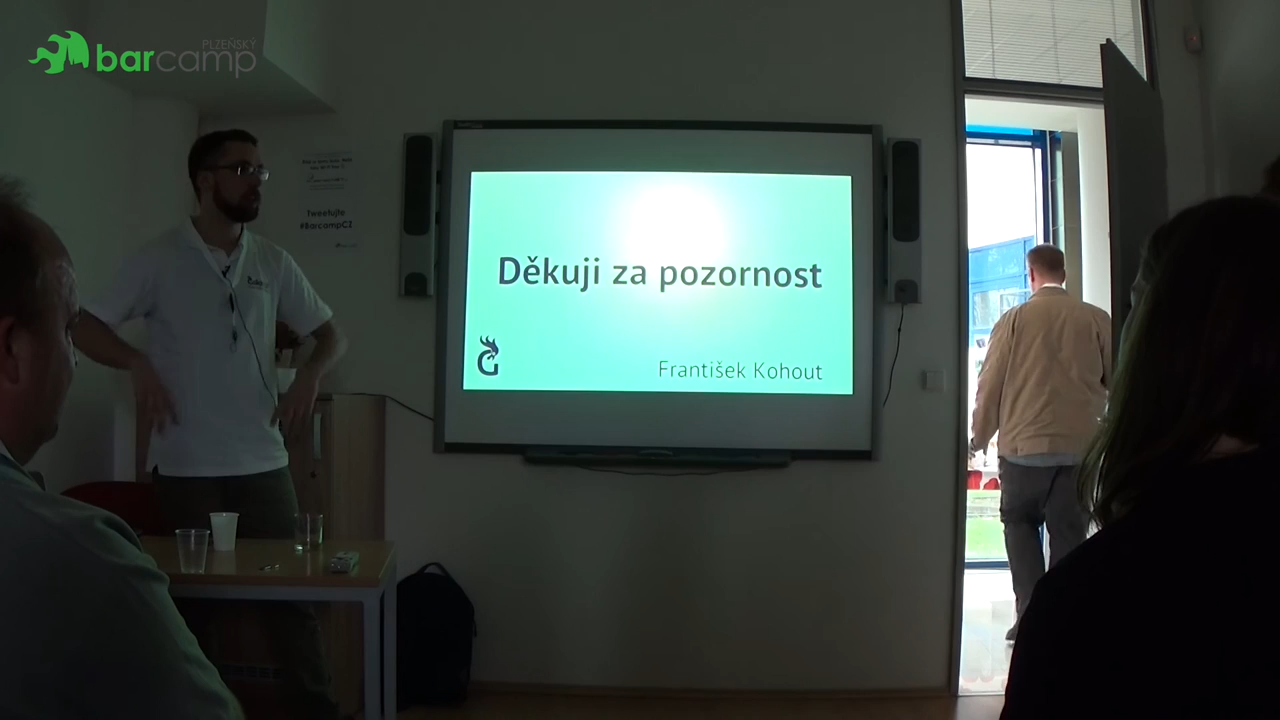 PLZEŇSKÝ
barcamp
Tweetujte
#BarcampCZ
Děkuji za pozornost
G
František Kohout